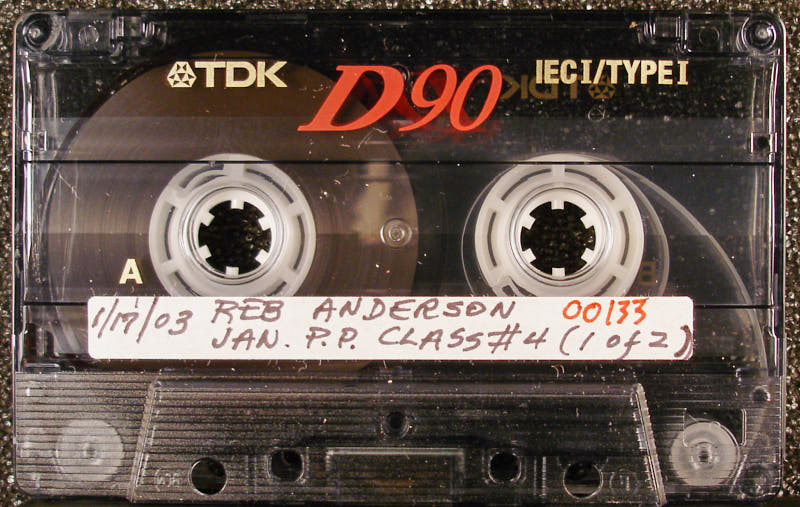 TDK
D90
IEC I/TYPE I
A
B
1/17/03 REB ANDERSON 00133
JAN. P.P. CLASS #4 (1 of 2)